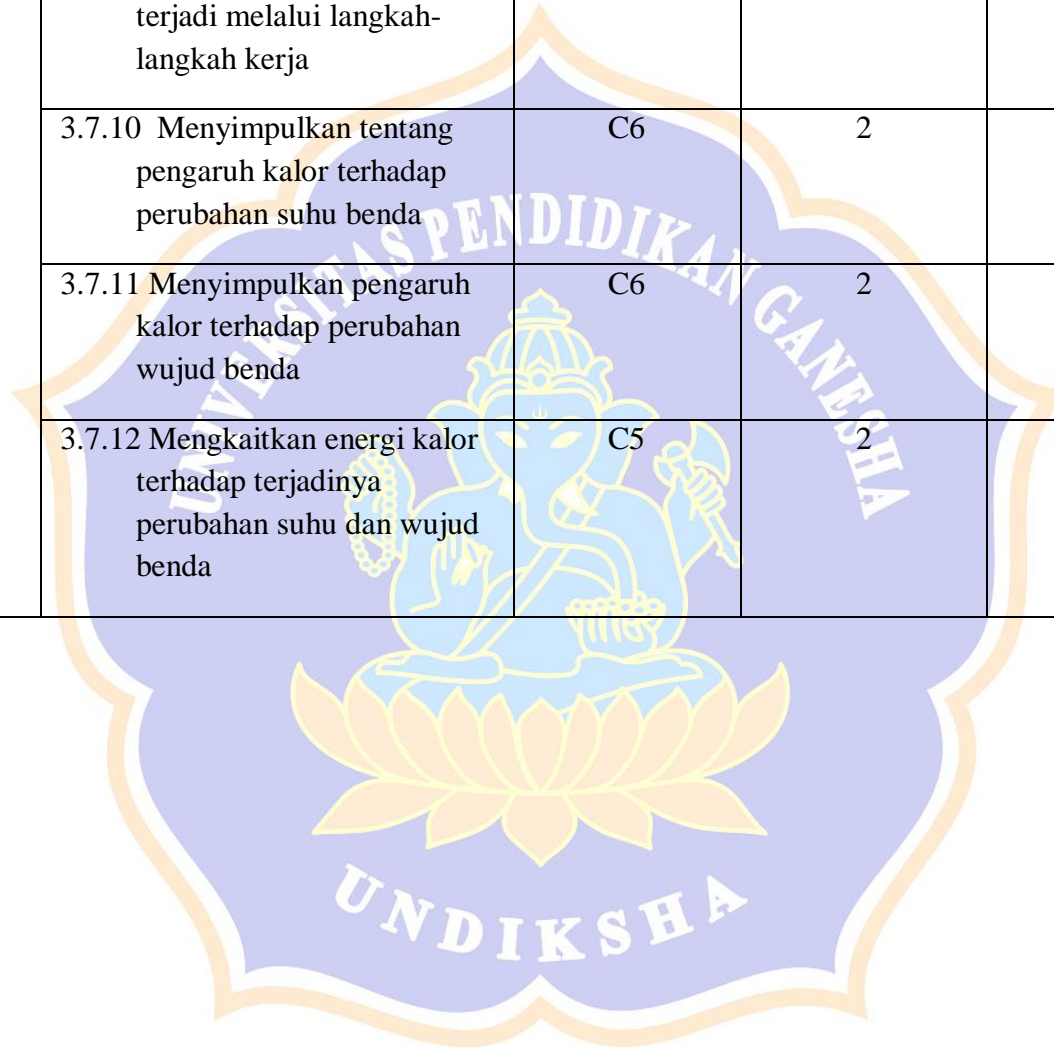 terjadi melalui langkah-
langkah kerja
3.7.10 Menyimpulkan tentang
pengaruh kalor terhadap
perubahan suhu benda
C6
2
3.7.11 Menyimpulkan pengaruh
kalor terhadap perubahan
wujud benda
C6
2
3.7.12 Mengkaitkan energi kalor
terhadap terjadinya
perubahan suhu dan wujud
benda
C5
2
UNIVERSITAS PENDIDIKAN GANESHA
UNDIKSHA